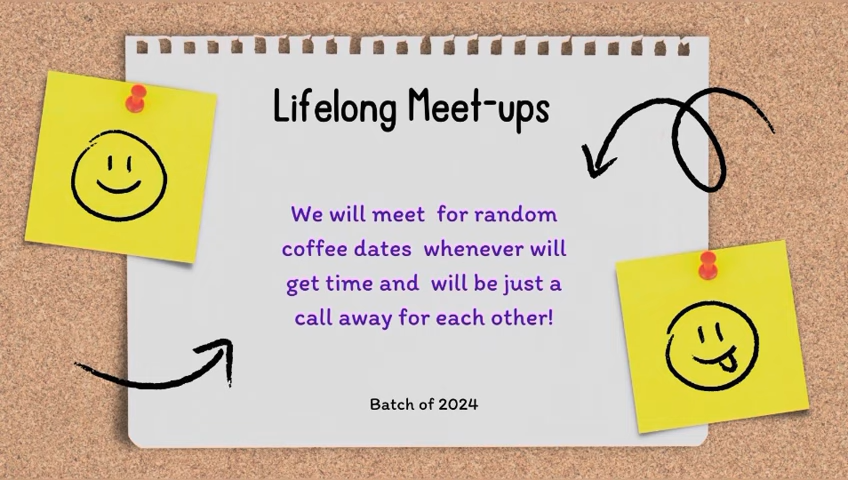 Lifelong Meet-ups
We will meet for random
coffee dates whenever will
get time and will be just a
call away for each other!
Batch of 2024